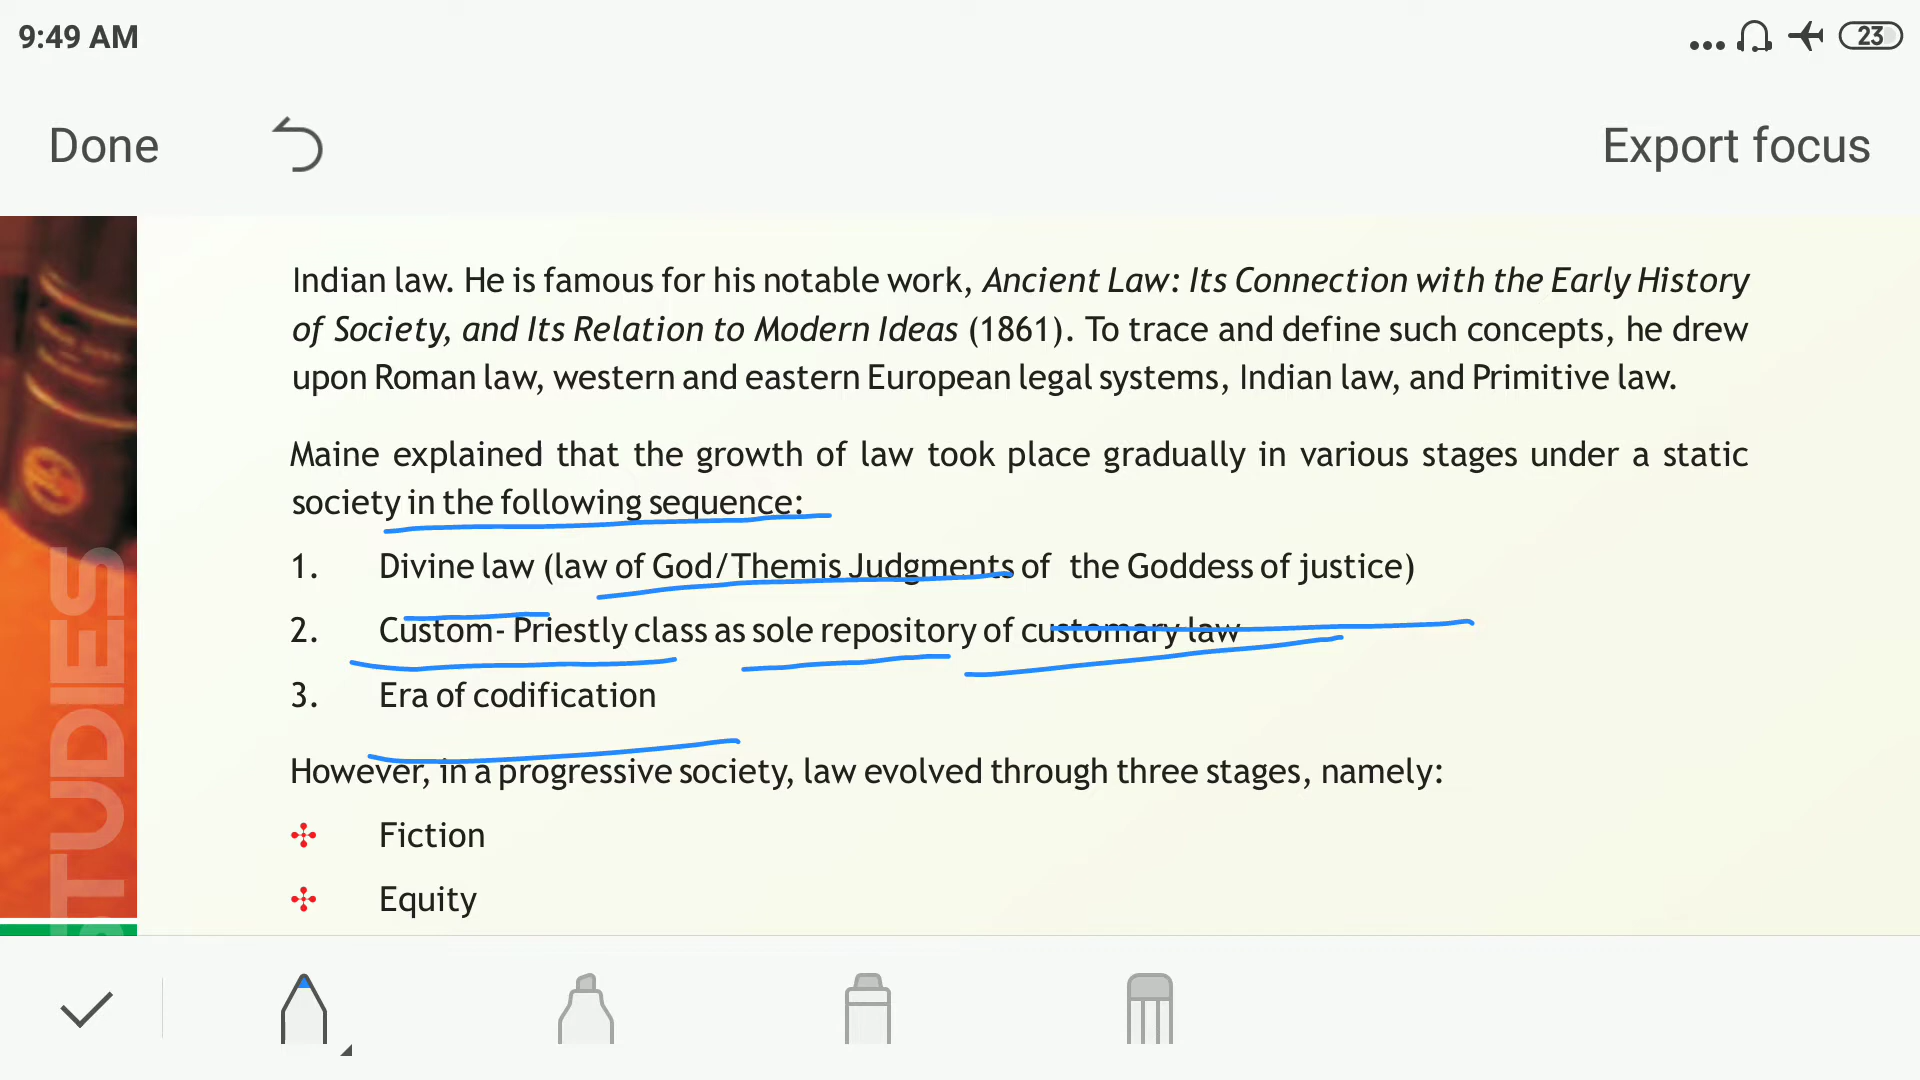 9:49 AM
23
Done
Export focus
Indian law. He is famous for his notable work, Ancient Law: Its Connection with the Early History
of Society, and Its Relation to Modern Ideas (1861). To trace and define such concepts, he drew
upon Roman law, western and eastern European legal systems, Indian law, and Primitive law.
Maine explained that the growth of law took place gradually in various stages under a static
society in the following sequence:
1. Divine law (law of God/Themis Judgments of the Goddess of justice)
2. Custom- Priestly class as sole repository of customary law
3. Era of codification
However, in a progressive society, law evolved through three stages, namely:
Fiction
Equity
TUDIES